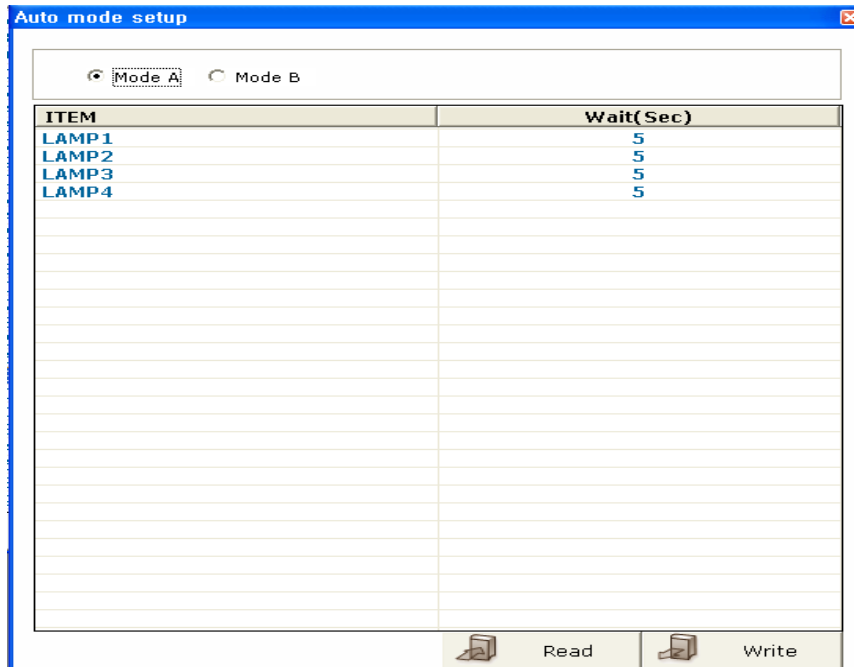 Auto mode setup
Mode A Mode B
ITEM Wait(Sec)
LAMP1 5
LAMP2 5
LAMP3 5
LAMP4 5
Read Write